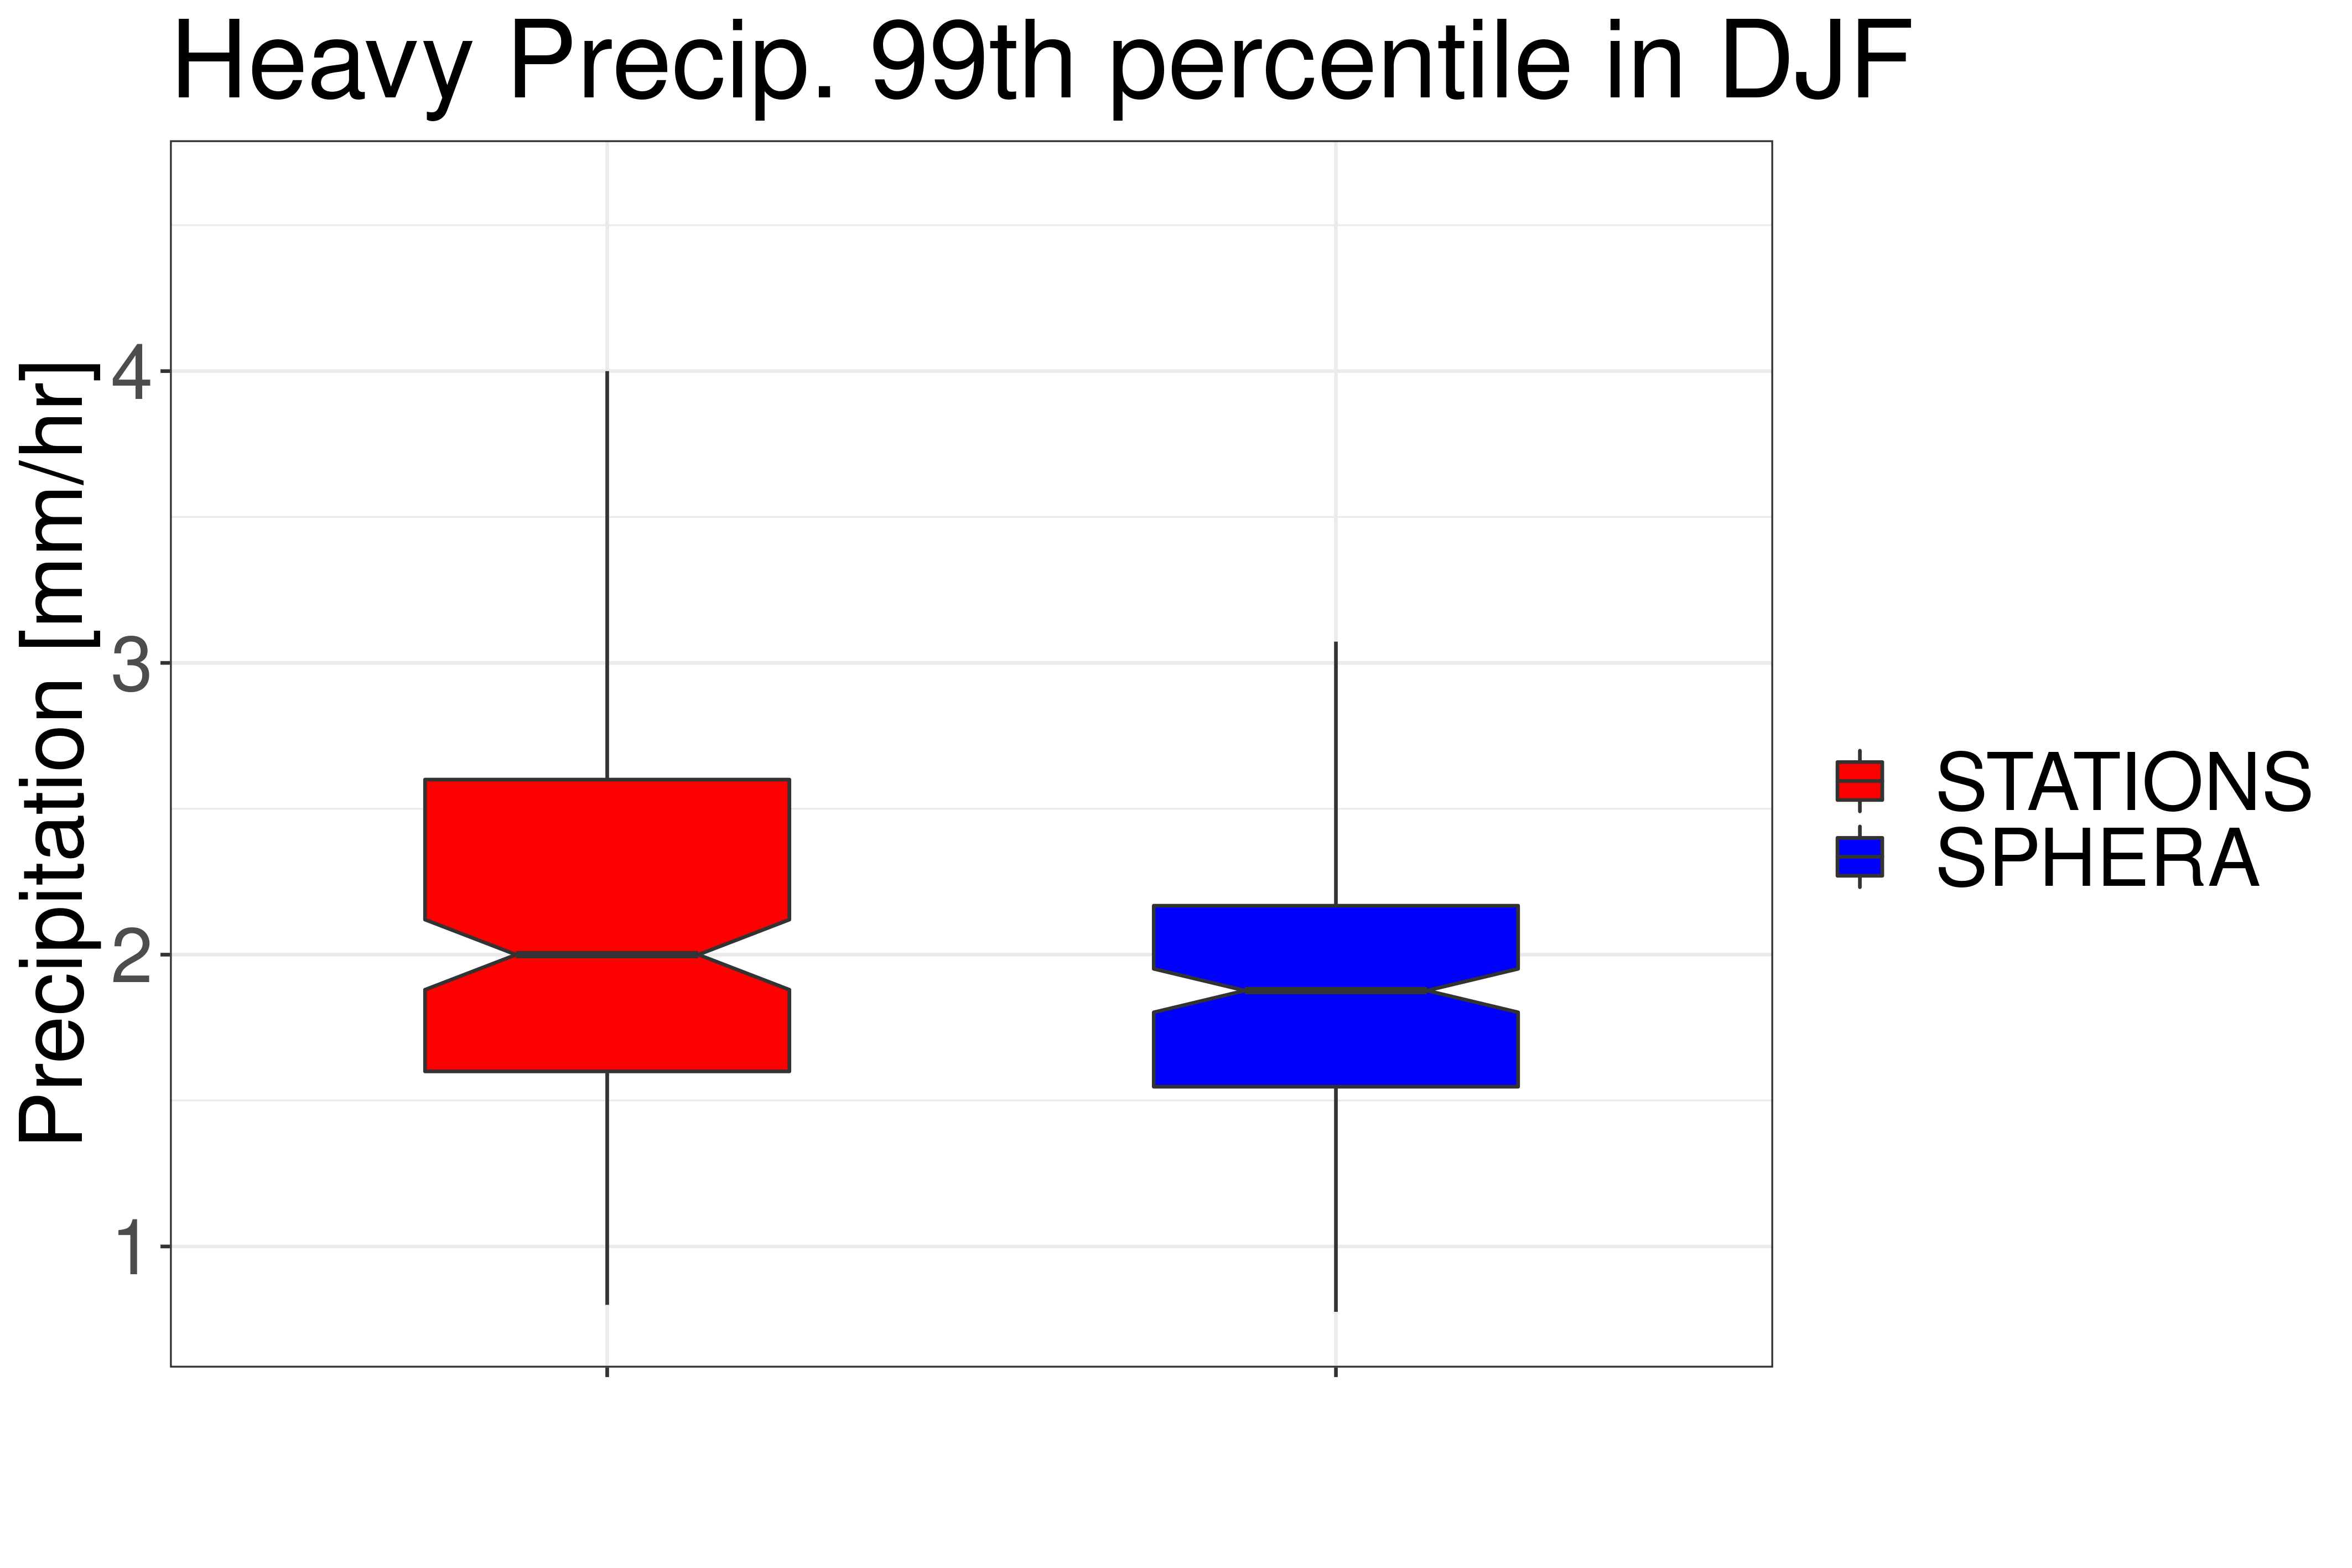 Heavy Precip. 99th percentile in DJF
Precipitation [mm/hr]
4
3
2
1
STATIONS
SPHERA